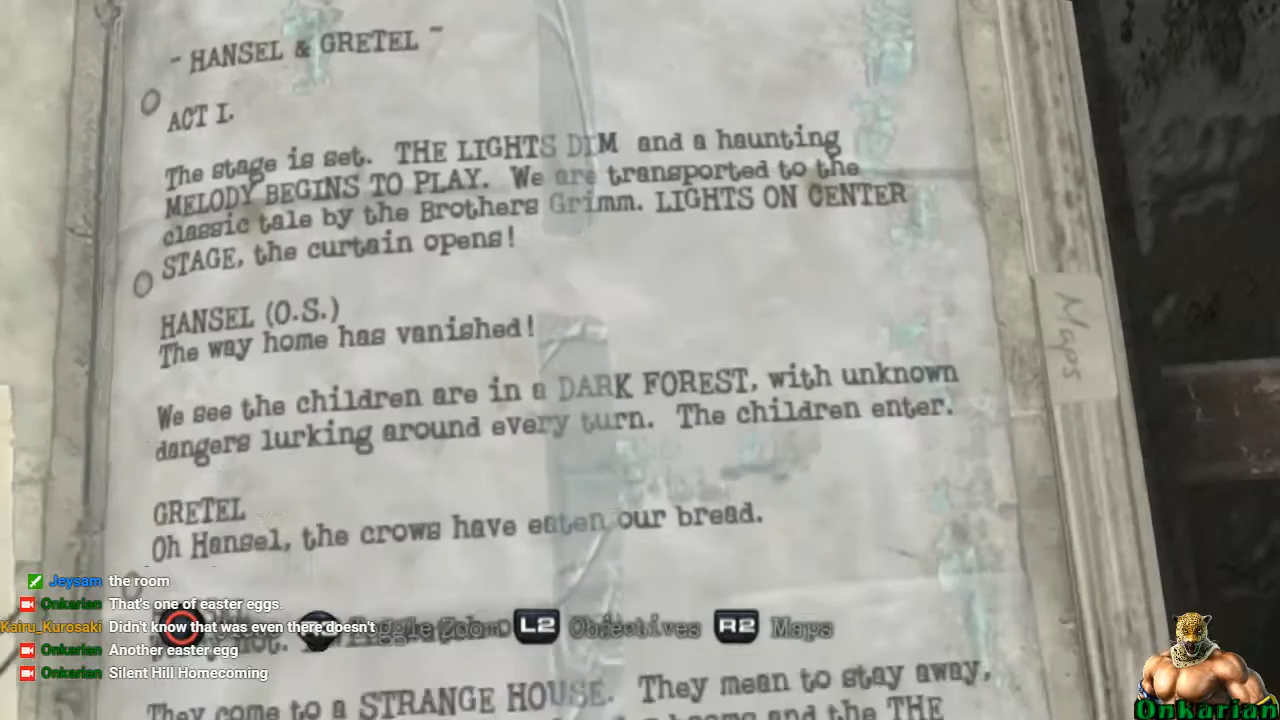 - HANSEL & GRETEL -
ACT I.
The stage is set. THE LIGHTS DIM and a haunting
MELODY BEGINS TO PLAY. We are transported to the
classic tale by the Brothers Grimm. LIGHTS ON CENTER
STAGE, the curtain opens!
HANSEL (O.S.)
The way home has vanished!
We see the children are in a DARK FOREST, with unknown
dangers lurking around every turn. The children enter.
GRETEL
Oh Hansel, the crows have eaten our bread.
Maps
Jeysam the room
Onkarian That's one of easter eggs.
Kairu_Kurosaki Didn't know that was even there doesn't
Onkarian Another easter egg
Onkarian Silent Hill Homecoming
Toggle Zoom L2 Objectives R2 Maps
They come to a STRANGE HOUSE. They mean to stay away,
and the THE
Onkarian